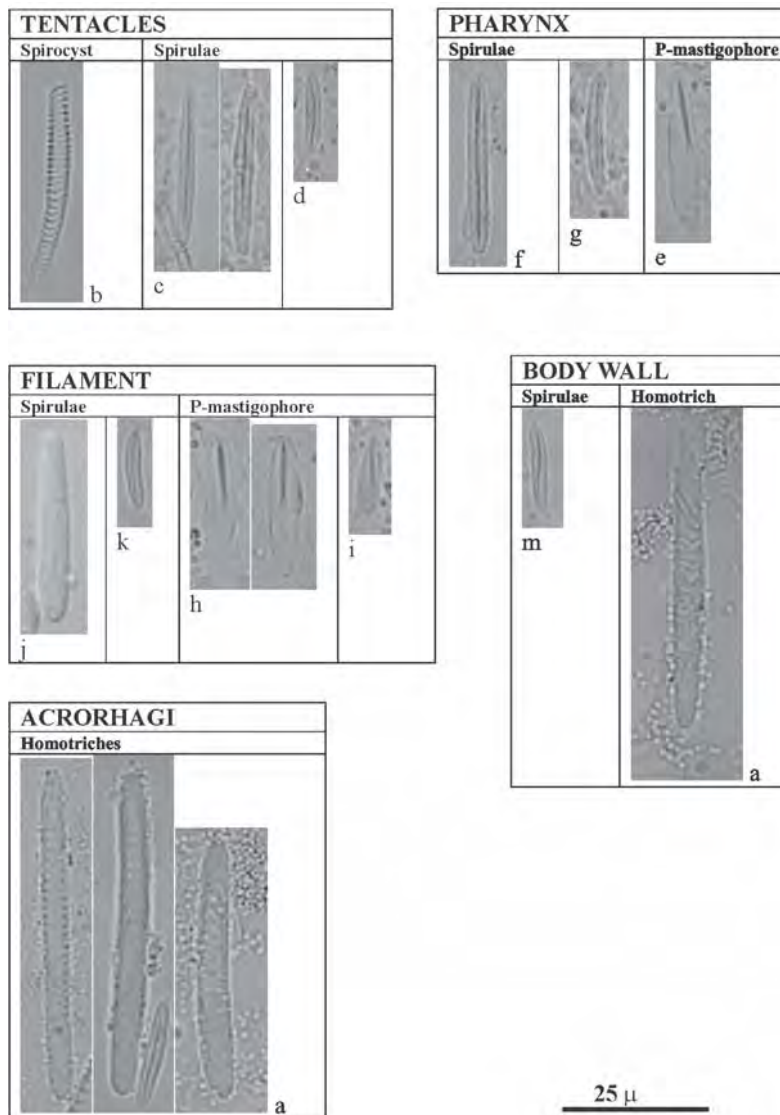 TENTACLES
Spirocyst Spirulae
b
c
d
PHARYNX
Spirulae P-mastigophore
f
g
e
FILAMENT
Spirulae P-mastigophore
j
k
h
i
BODY WALL
Spirulae Homotrich
m
a
ACRORHAGI
Homotriches
a
25 µ